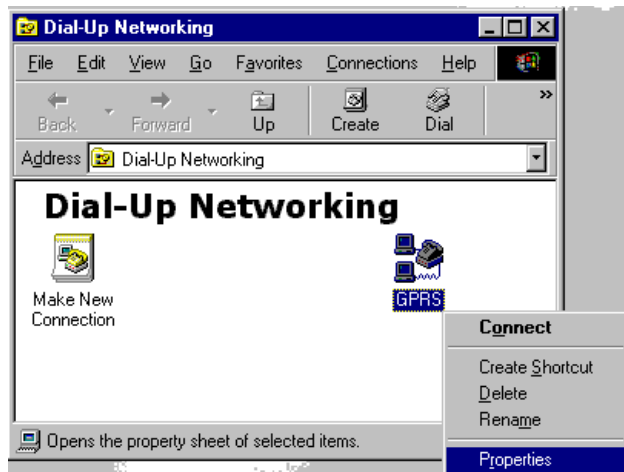 Dial-Up Networking
File Edit View Go Favorites Connections Help
Back Forward Up Create Dial »
Address Dial-Up Networking
Dial-Up Networking
Make New
Connection
GPRS
Connect
Create Shortcut
Delete
Rename
Properties
Opens the property sheet of selected items.